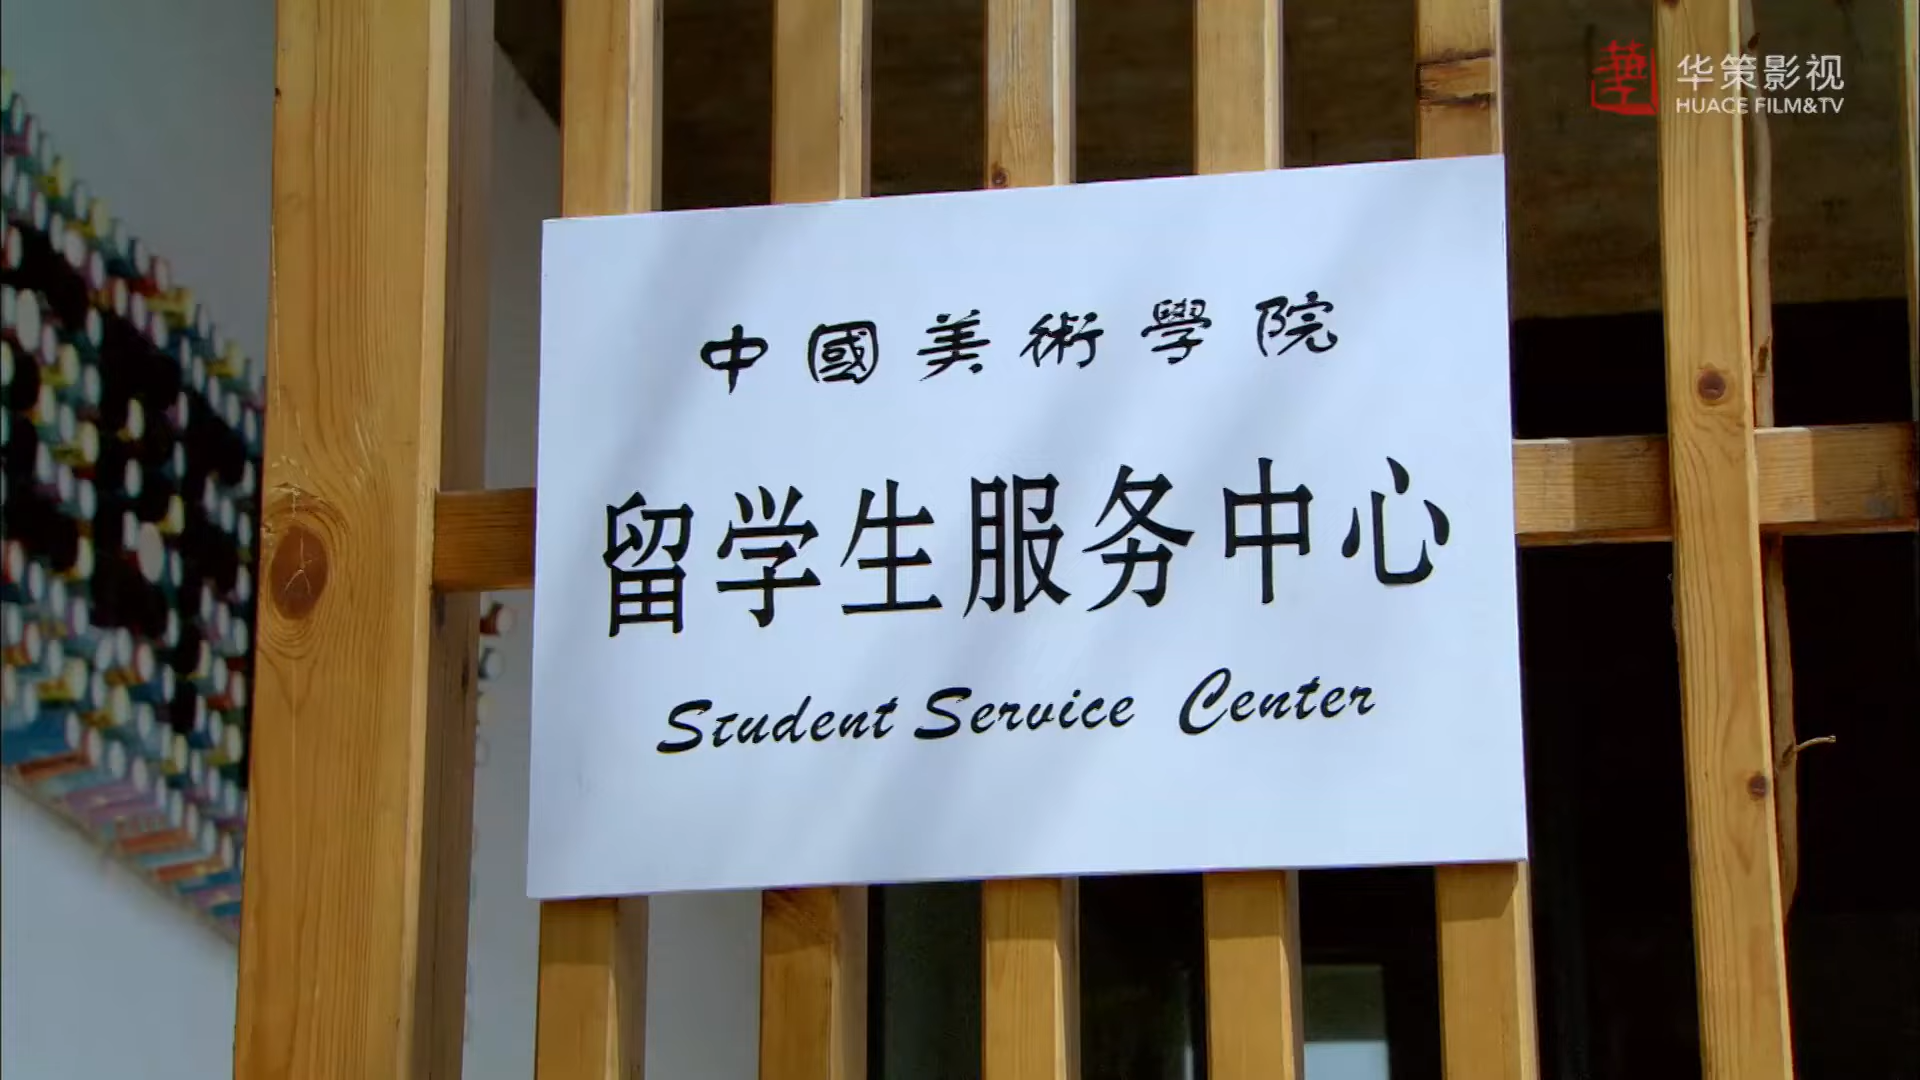 華
华策影视
HUACE FILM&TV
中國美術學院
留学生服务中心
Student Service Center